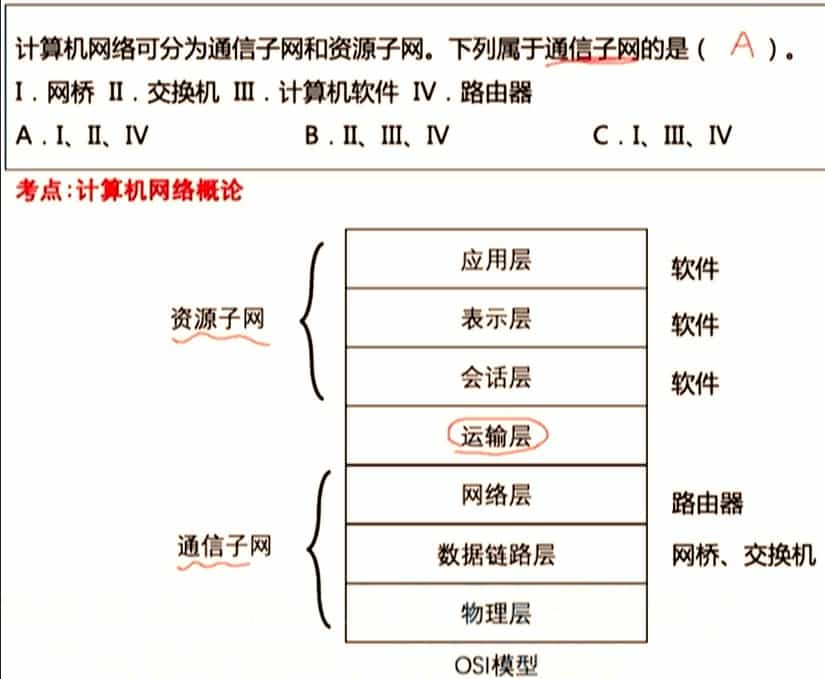 计算机网络可分为通信子网和资源子网。下列属于通信子网的是( A )。
I.网桥 II.交换机 III.计算机软件 IV.路由器
A.I、II、IV B.II、III、IV C.I、III、IV
考点:计算机网络概论
应用层 软件
资源子网 表示层 软件
会话层 软件
运输层
网络层 路由器
通信子网 数据链路层 网桥、交换机
物理层
OSI模型